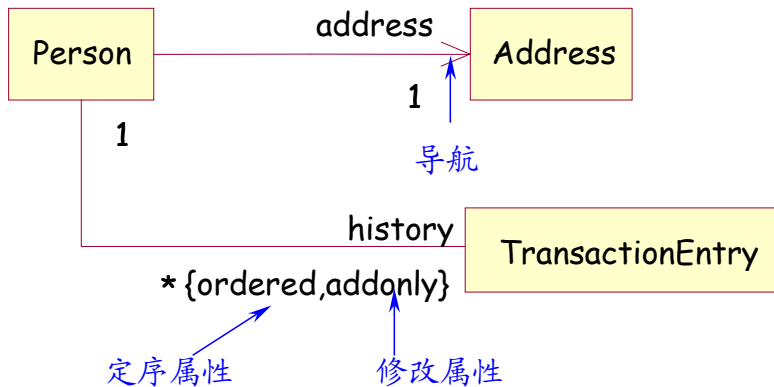 address
Person
Address
1
1
导航
history
TransactionEntry
* {ordered,addonly}
定序属性
修改属性